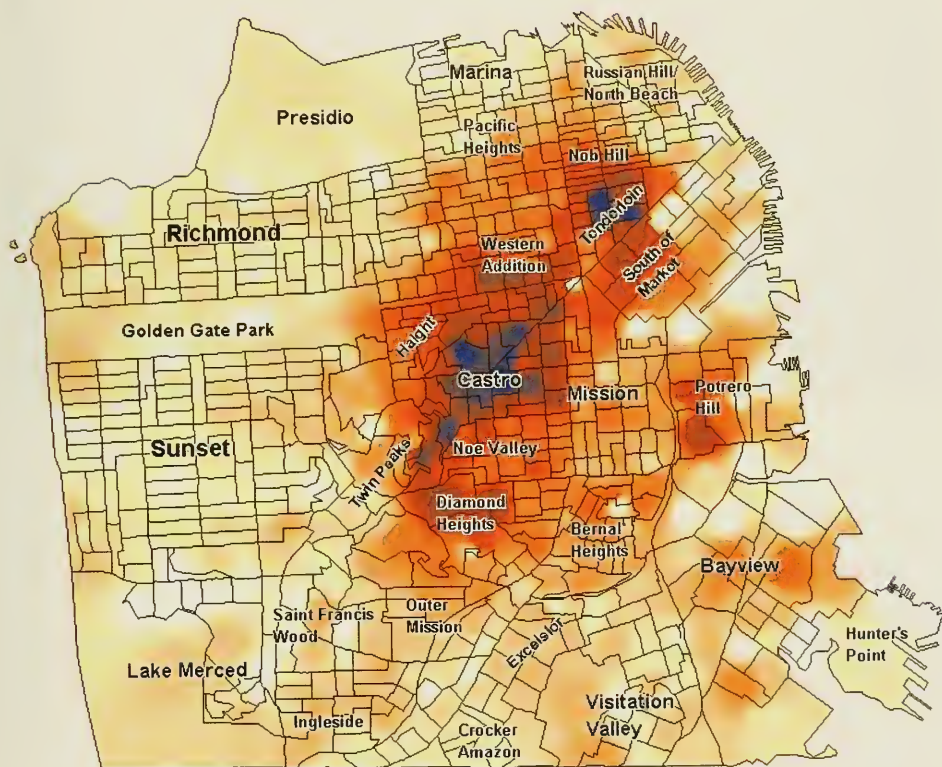 Marina
Russian Hill/
North Beach
Presidio
Pacific
Heights
Nob Hill
Tenderloin
Richmond
Western
Addition
South of
Market
Golden Gate Park
Haight
Castro
Mission
Potrero
Hill
Sunset
Noe Valley
Twin Peaks
Diamond
Heights
Bernal
Heights
Bayview
Saint Francis
Wood
Outer
Mission
Excelsior
Hunter's
Point
Lake Merced
Visitation
Valley
Ingleside
Crocker
Amazon